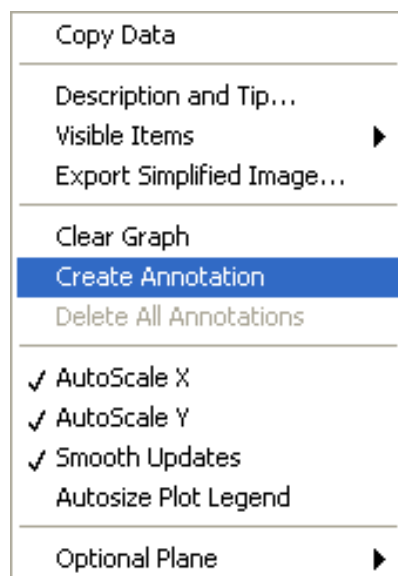 Copy Data
Description and Tip...
Visible Items
Export Simplified Image...
Clear Graph
Create Annotation
Delete All Annotations
AutoScale X
AutoScale Y
Smooth Updates
Autosize Plot Legend
Optional Plane